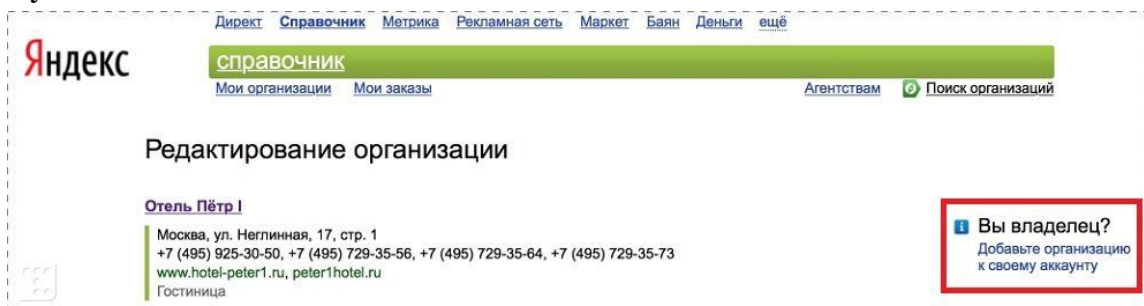 Директ Справочник Метрика Рекламная сеть Маркет Баян Деньги ещё
Яндекс
справочник
Мои организации Мои заказы Агентствам Поиск организаций
Редактирование организации
Отель Пётр I
Москва, ул. Неглинная, 17, стр. 1
+7 (495) 925-30-50, +7 (495) 729-35-56, +7 (495) 729-35-64, +7 (495) 729-35-73
www.hotel-peter1.ru, peter1hotel.ru
Гостиница
Вы владелец?
Добавьте организацию
к своему аккаунту